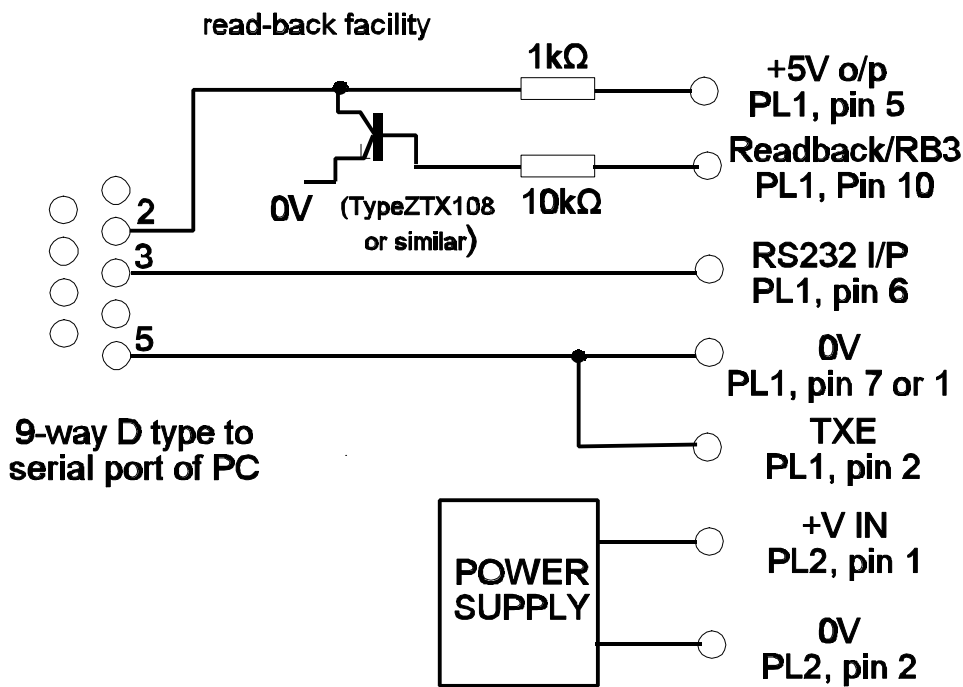 read-back facility
1kΩ
+5V o/p
PL1, pin 5
Readback/RB3
PL1, Pin 10
0V
(TypeZTX108
or similar)
10kΩ
2
3
RS232 I/P
PL1, pin 6
5
0V
PL1, pin 7 or 1
9-way D type to
serial port of PC
TXE
PL1, pin 2
POWER
SUPPLY
+V IN
PL2, pin 1
0V
PL2, pin 2